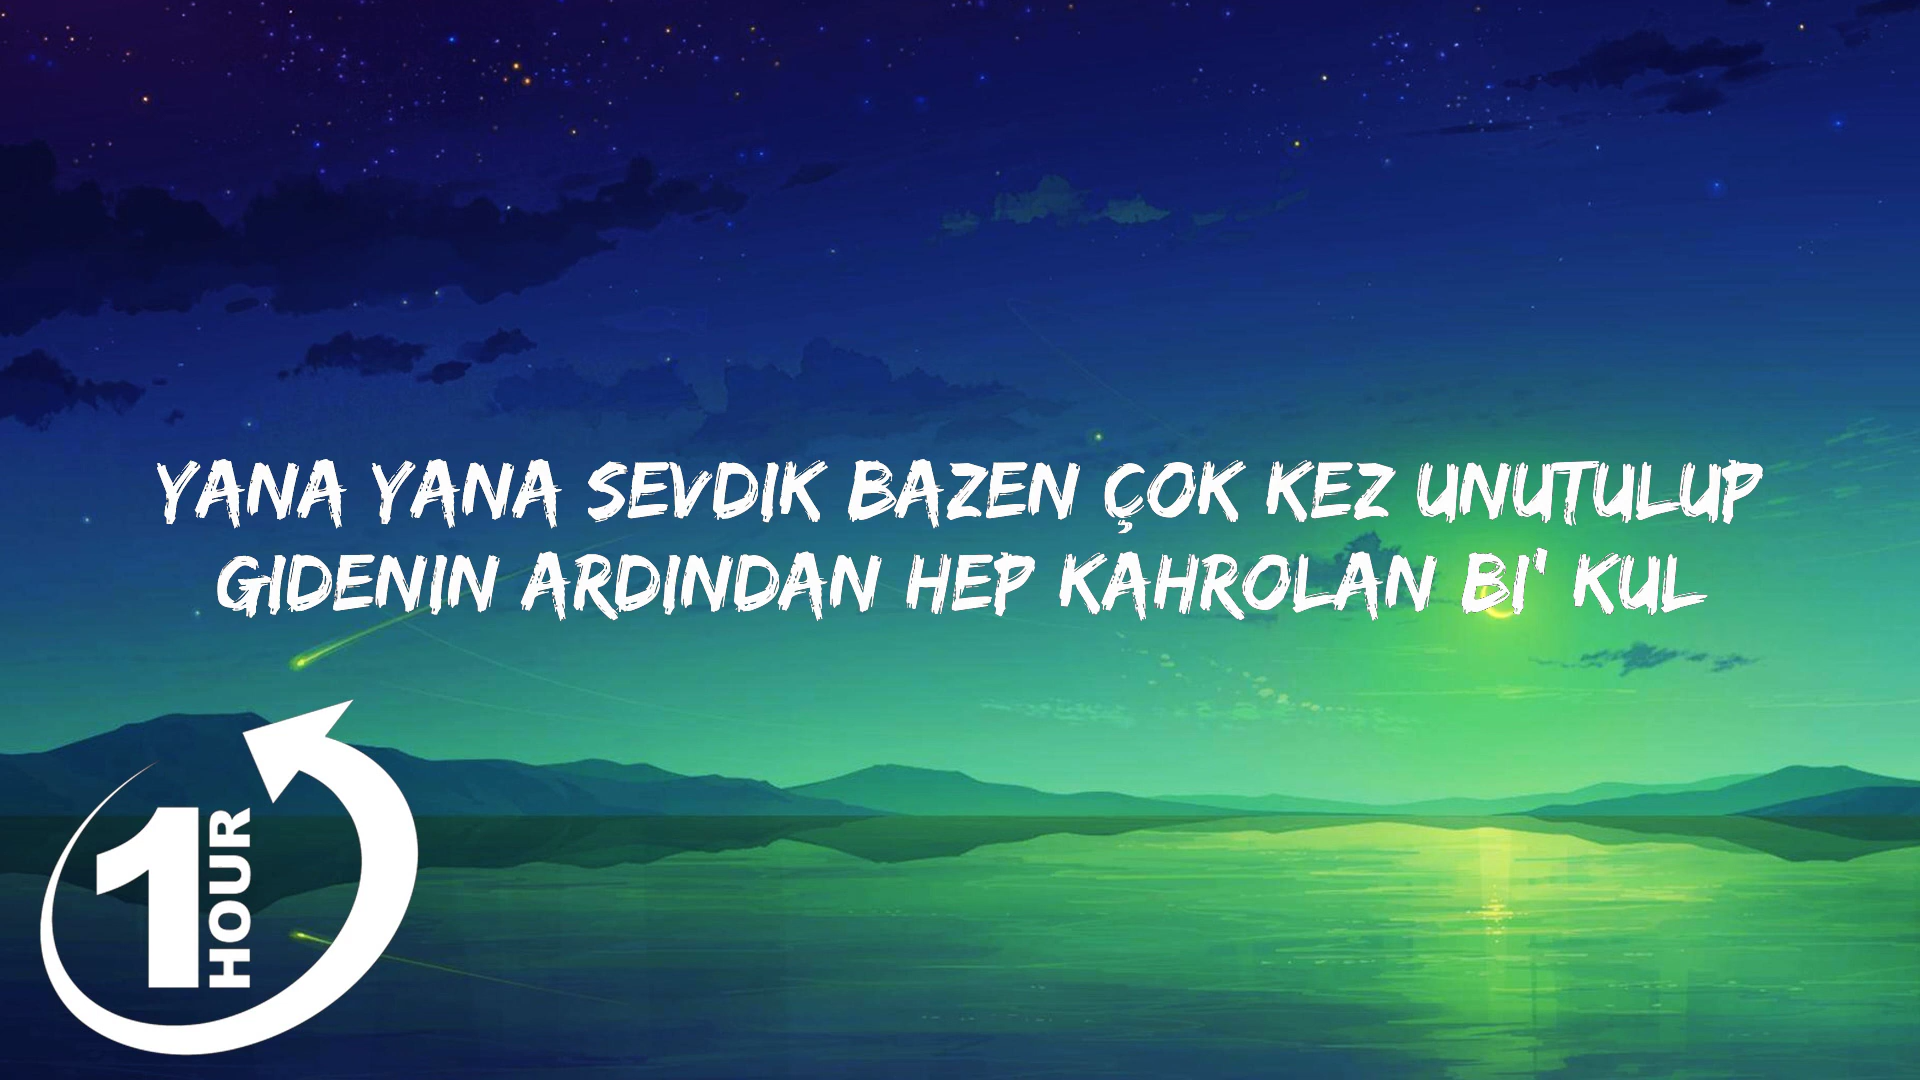 YANA YANA SEVDIK BAZEN ÇOK KEZ UNUTULUP
GIDENIN ARDINDAN HEP KAHROLAN BI' KUL
1 HOUR